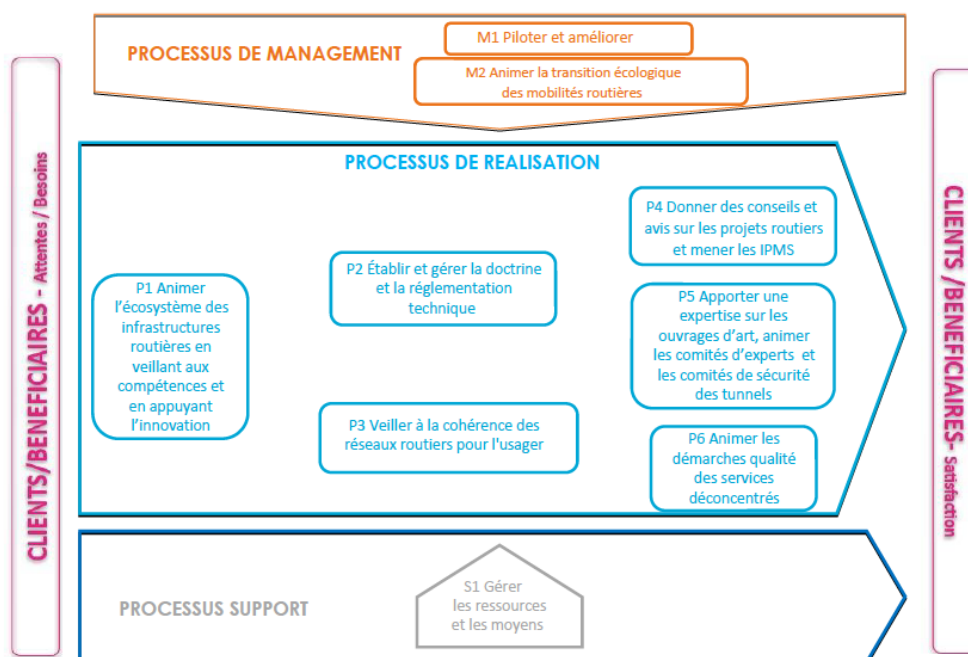 PROCESSUS DE MANAGEMENT
M1 Piloter et améliorer
M2 Animer la transition écologique
des mobilités routières
CLIENTS/BENEFICIAIRES - Attentes / Besoins
PROCESSUS DE REALISATION
P1 Animer
l'écosystème des
infrastructures
routières en
veillant aux
compétences et
en appuyant
l'innovation
P2 Établir et gérer la doctrine
et la réglementation
technique
P3 Veiller à la cohérence des
réseaux routiers pour l'usager
P4 Donner des conseils et
avis sur les projets routiers
et mener les IPMS
P5 Apporter une
expertise sur les
ouvrages d'art, animer
les comités d'experts et
les comités de sécurité
des tunnels
P6 Animer les
démarches qualité
des services
déconcentrés
CLIENTS /BENEFICIAIRES- Satisfaction
PROCESSUS SUPPORT
S1 Gérer
les ressources
et les moyens